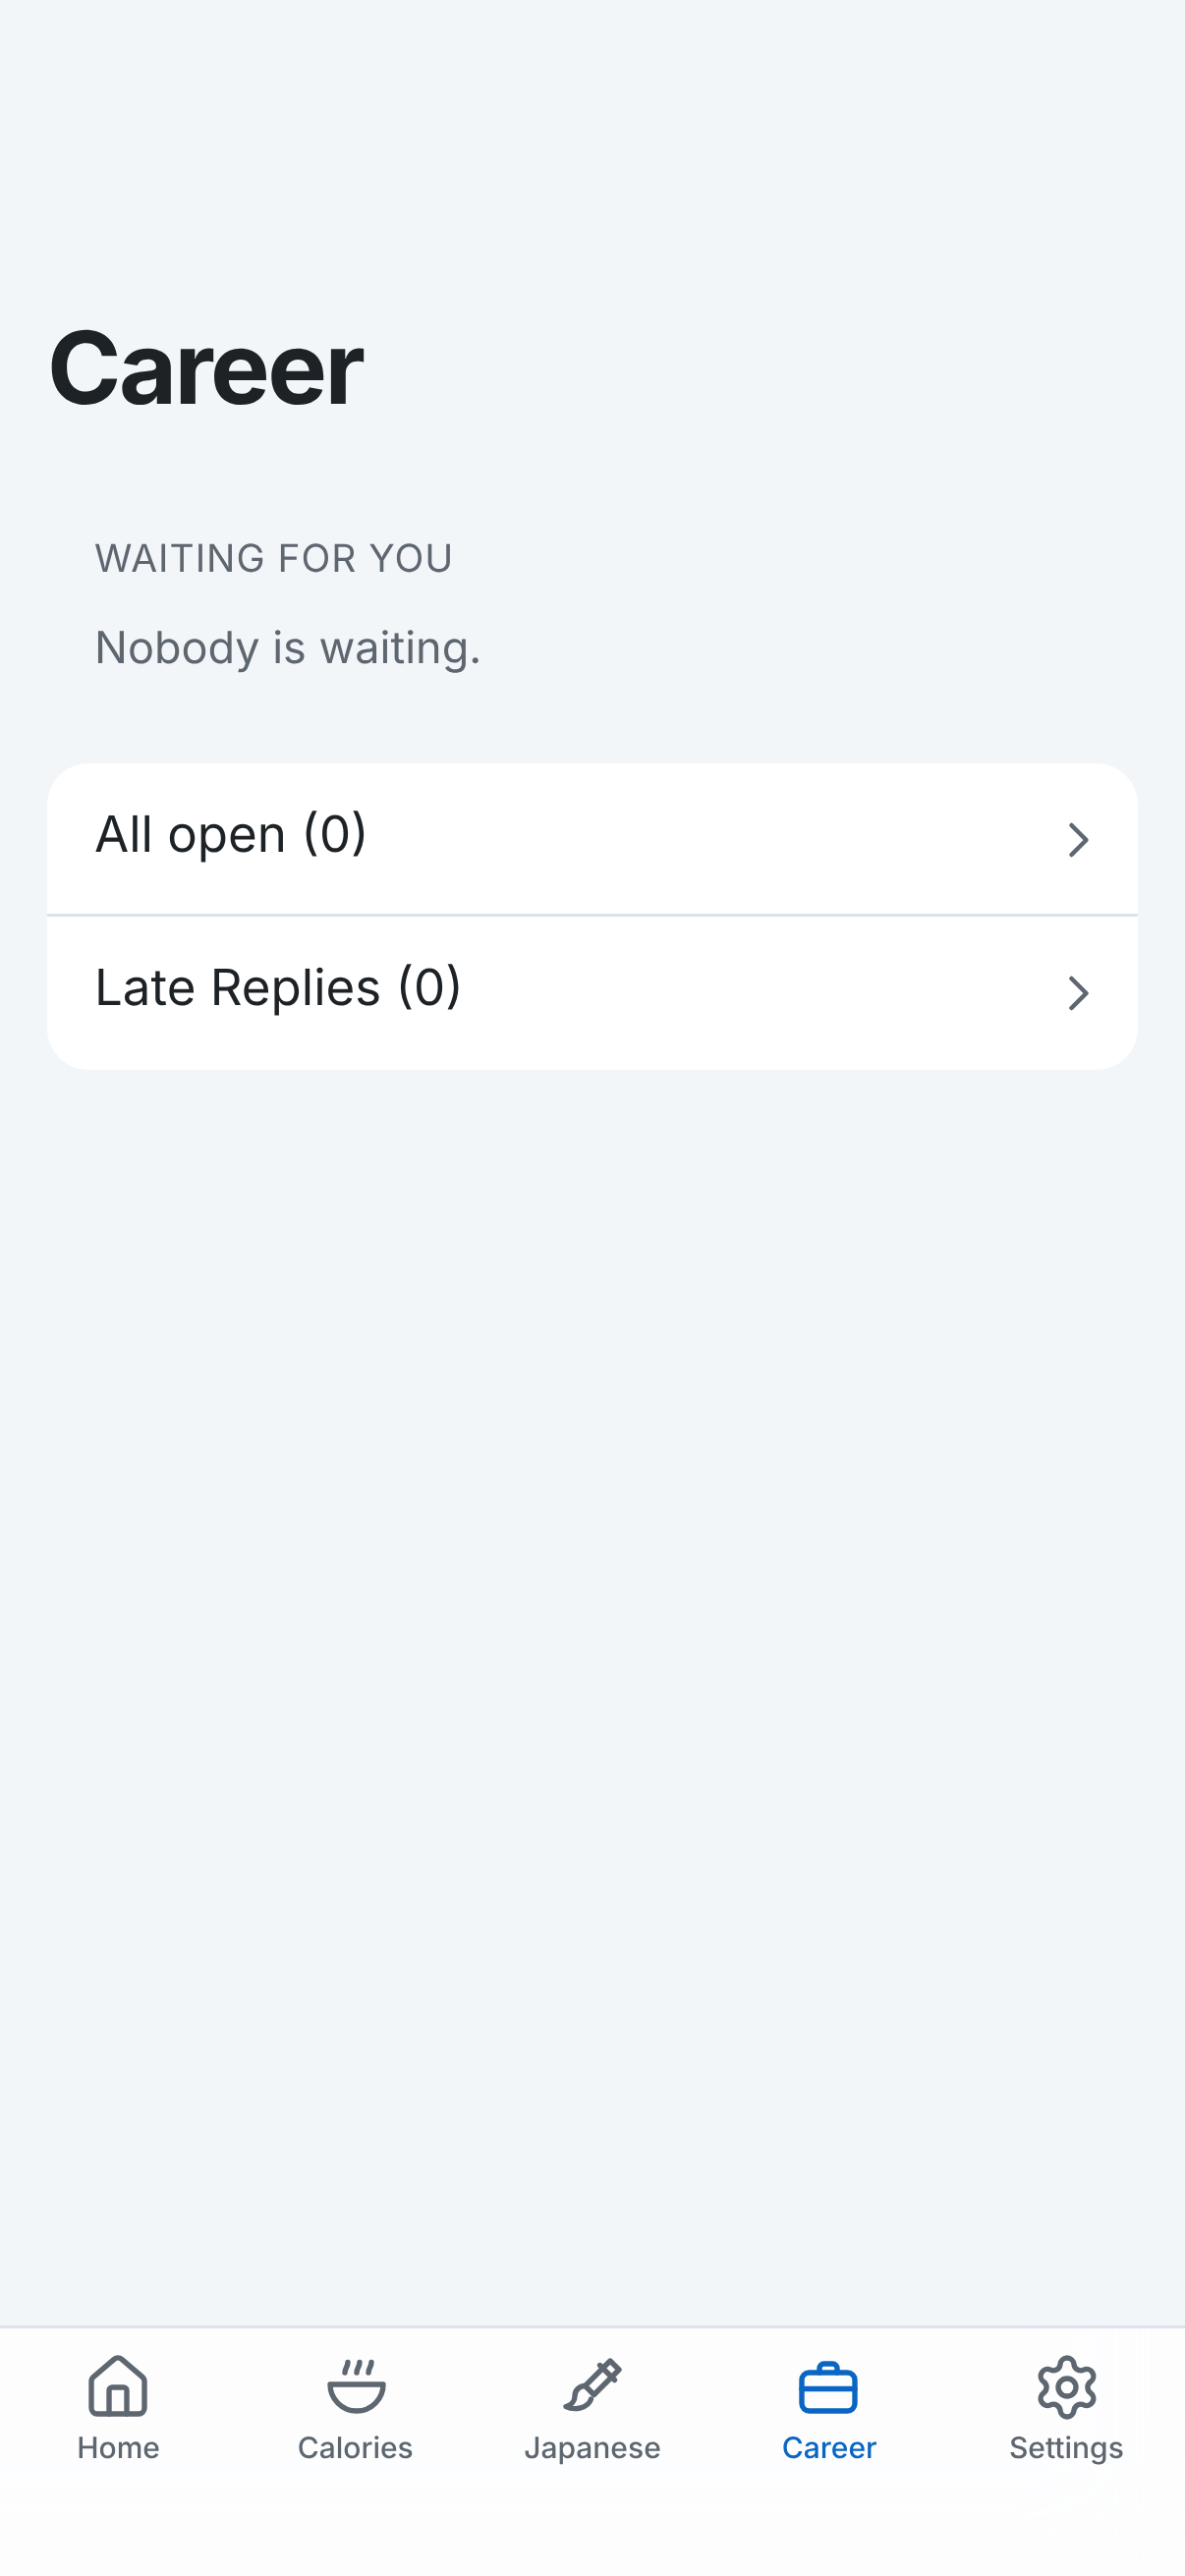 Career
WAITING FOR YOU
Nobody is waiting.
All open (0)
Late Replies (0)
Home
Calories
Japanese
Career
Settings